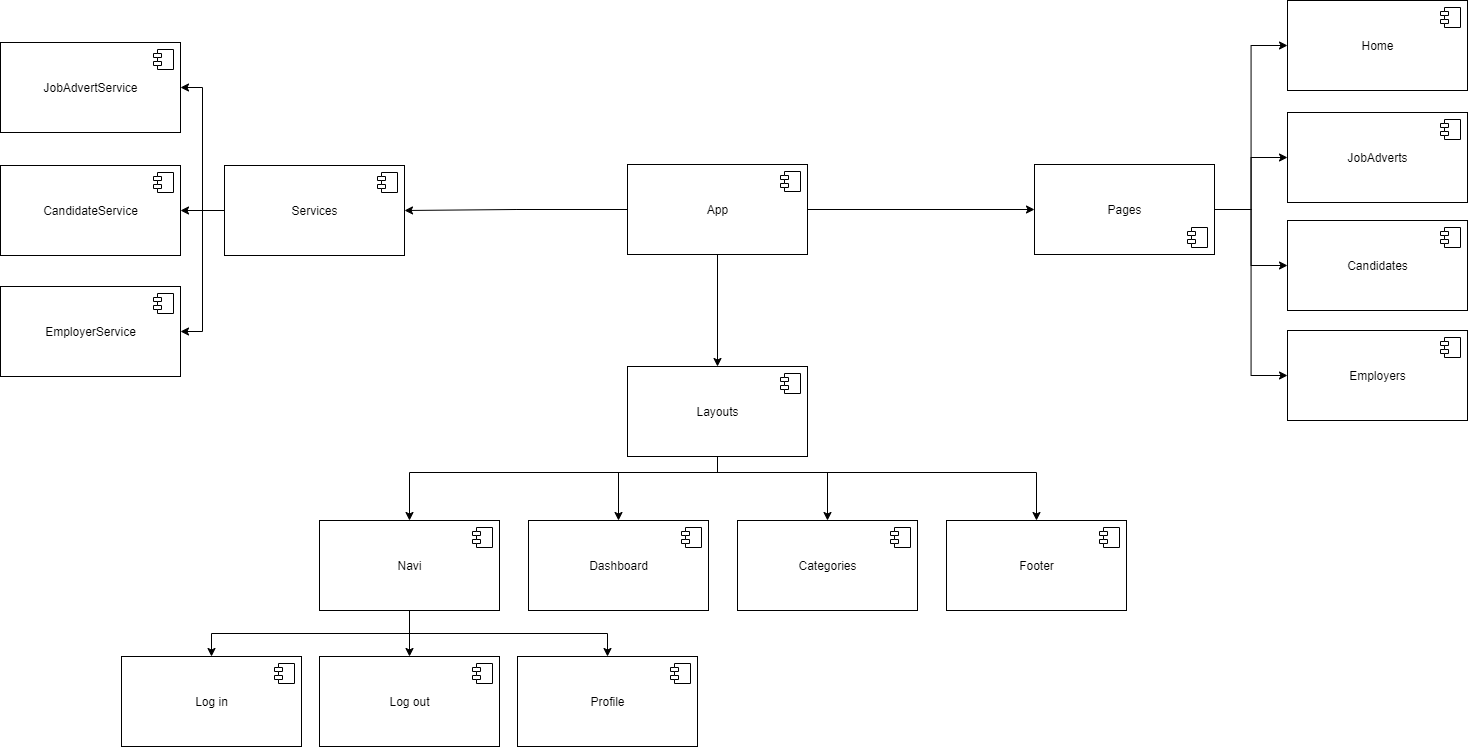 Home
JobAdvertService
JobAdverts
CandidateService
Services
App
Pages
Candidates
EmployerService
Employers
Layouts
Navi
Dashboard
Categories
Footer
Log in
Log out
Profile